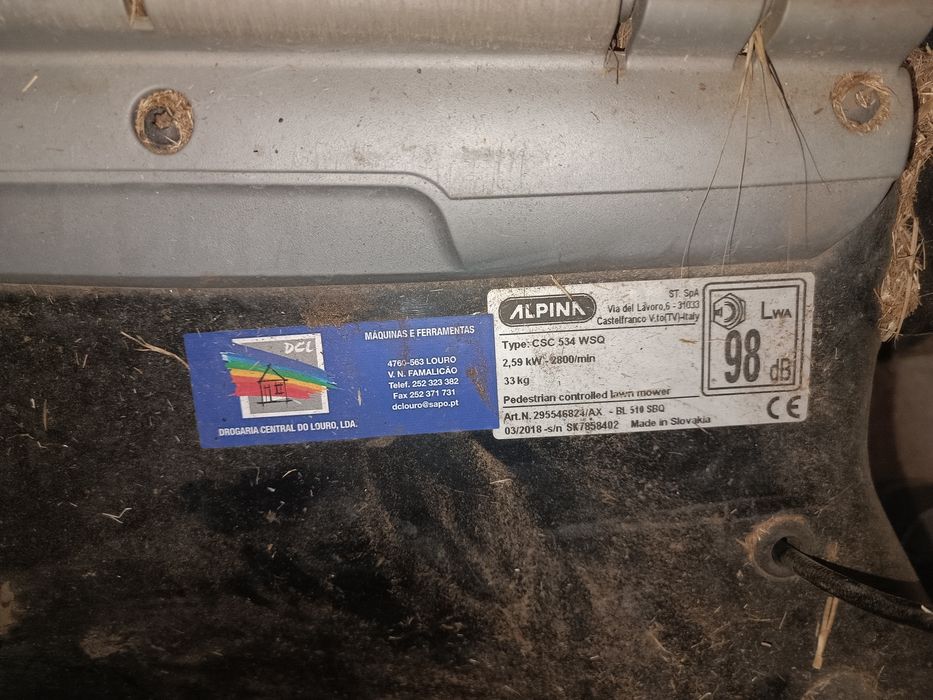 DCL
DROGARIA CENTRAL DO LOURO, LDA.
MÁQUINAS E FERRAMENTAS
4760-563 LOURO
V. N. FAMALICÃO
Telef. 252 323 382
Fax 252 371 731
dclouro@sapo.pt
ALPINA
ST. SpA
Via del Lavoro,6 - 31033
Castelfranco V.to(TV)-Italy
Type: CSC 534 WSQ
2,59 kW -2800/min
33 kg
Pedestrian controlled lawn mower
Art.N. 295546824/AX - BL 510 SBQ
03/2018 -s/n SK7858402 Made in Slovakia
LWA
98 dB
CE